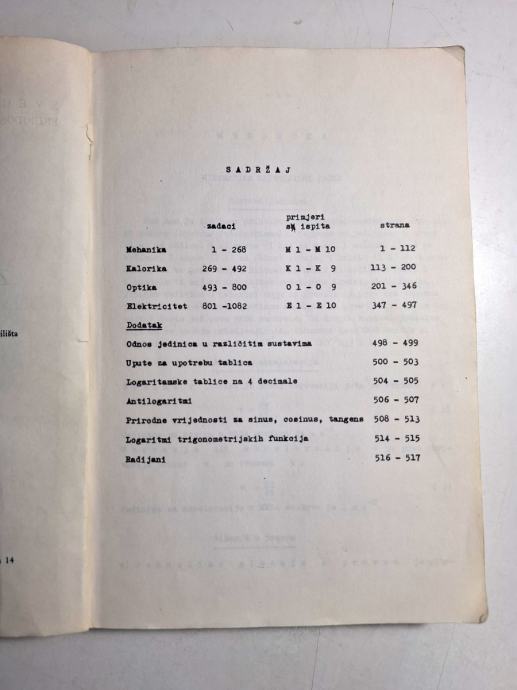 S A D R Ž A J
zadaci primjeri sa ispita strana
Mehanika 1 - 268 M 1 - M 10 1 - 112
Kalorika 269 - 492 K 1 - K 9 113 - 200
Optika 493 - 800 O 1 - O 9 201 - 346
Elektricitet 801 -1082 E 1 - E 10 347 - 497
Dodatak
Odnos jedinica u različitim sustavima 498 - 499
Upute za upotrebu tablica 500 - 503
Logaritamske tablice na 4 decimale 504 - 505
Antilogaritmi 506 - 507
Prirodne vrijednosti za sinus, cosinus, tangens 508 - 513
Logaritmi trigonometrijskih funkcija 514 - 515
Radijani 516 - 517
14